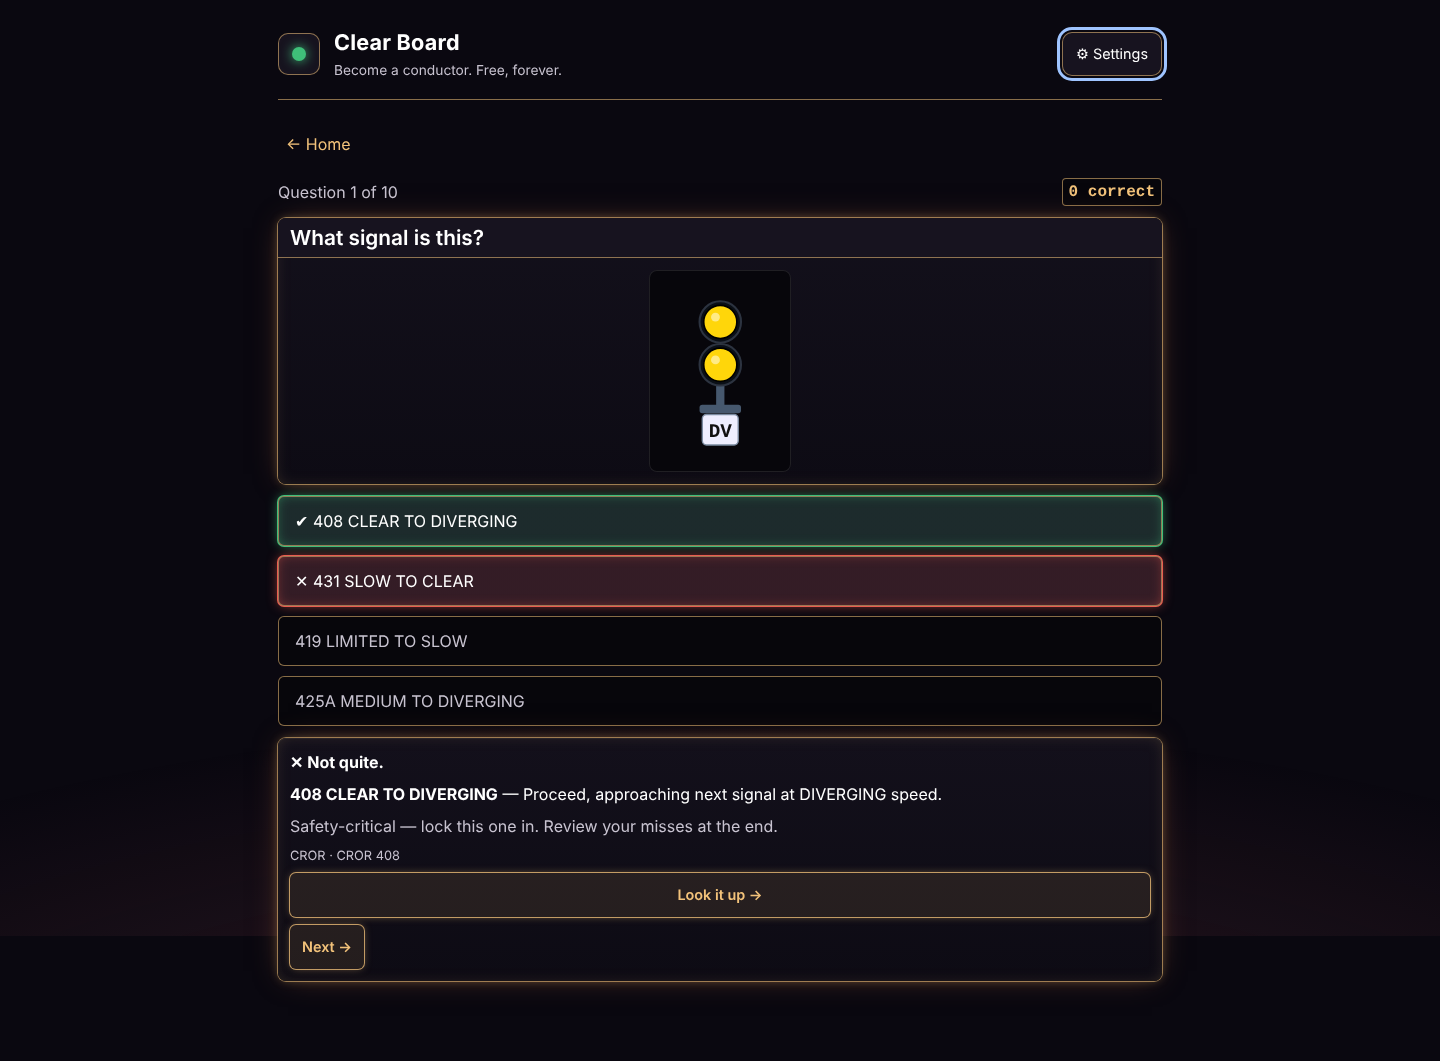 Clear Board
Become a conductor. Free, forever.
⚙ Settings
← Home
Question 1 of 10
0 correct
What signal is this?
DV
✔ 408 CLEAR TO DIVERGING
✕ 431 SLOW TO CLEAR
419 LIMITED TO SLOW
425A MEDIUM TO DIVERGING
✕ Not quite.
408 CLEAR TO DIVERGING — Proceed, approaching next signal at DIVERGING speed.
Safety-critical — lock this one in. Review your misses at the end.
CROR · CROR 408
Look it up →
Next →